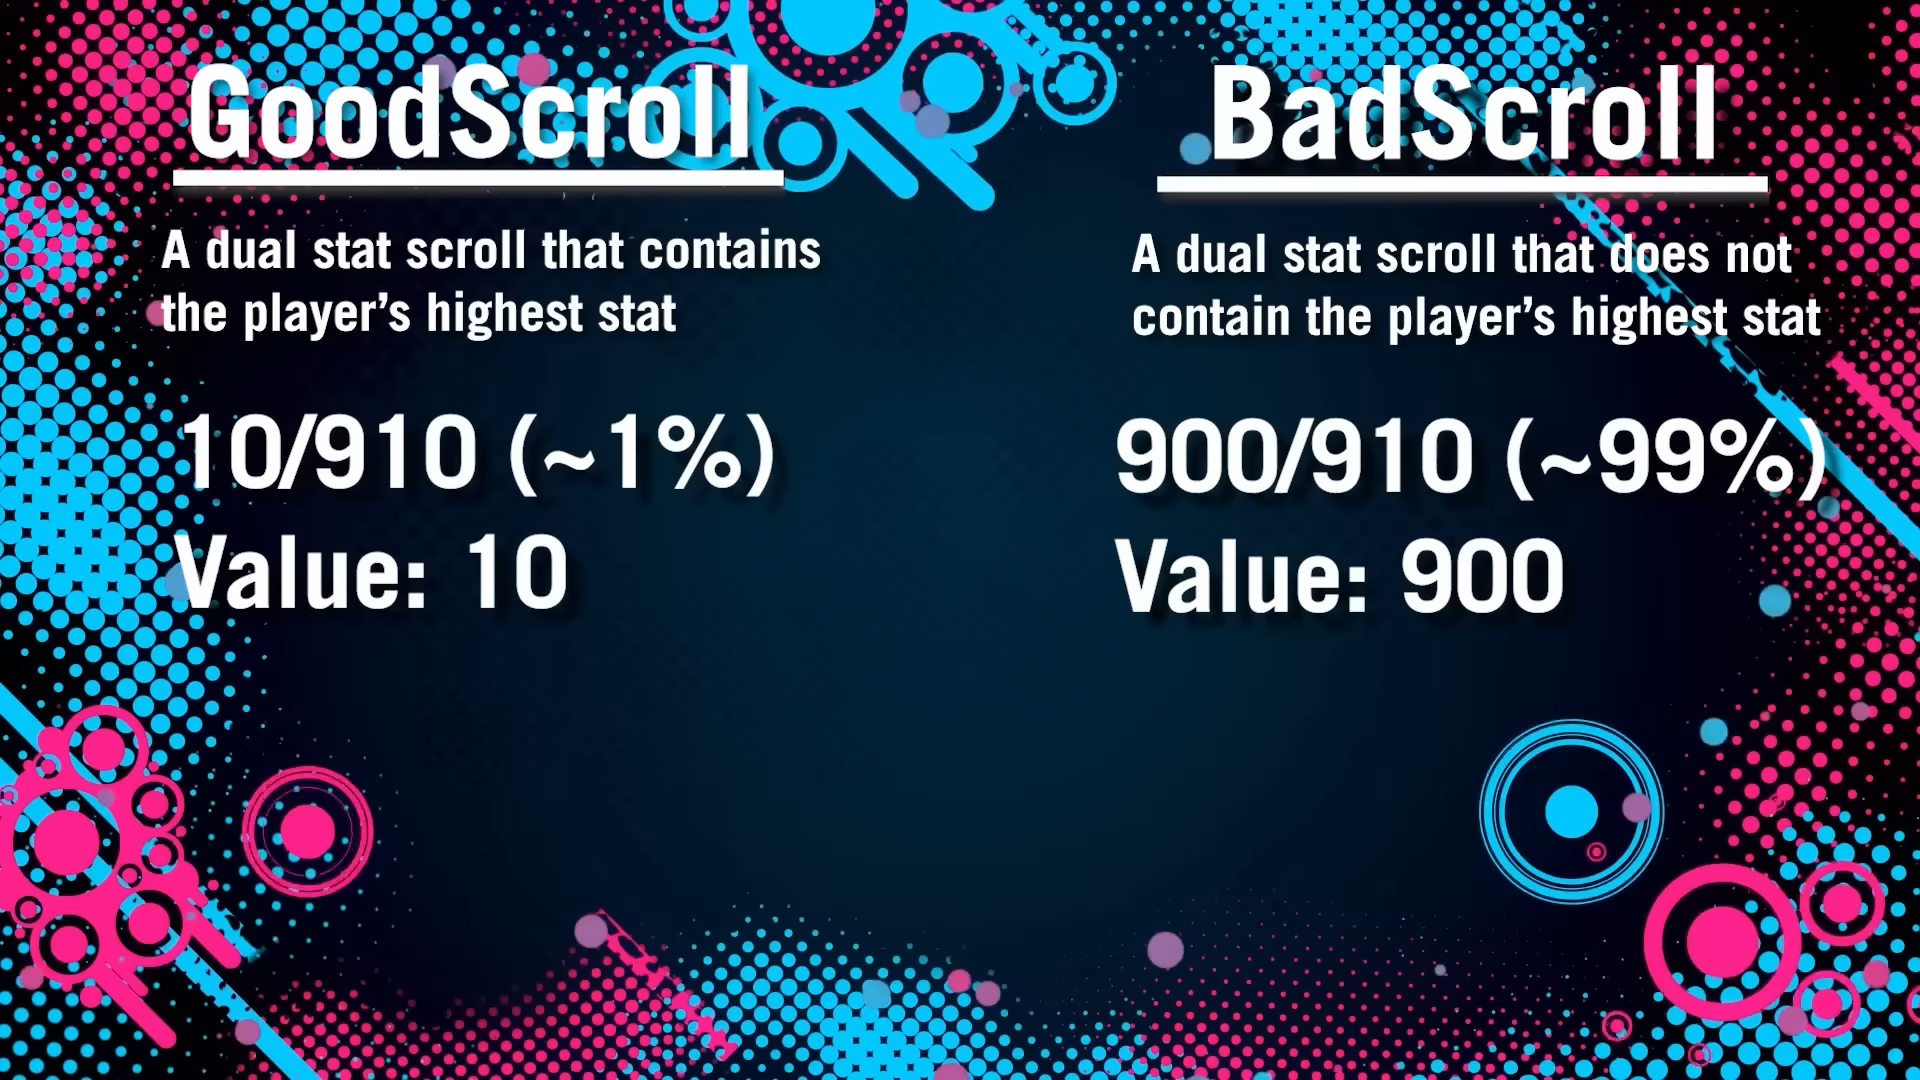 GoodScroll
A dual stat scroll that contains
the player’s highest stat
10/910 (~1%)
Value: 10
BadScroll
A dual stat scroll that does not
contain the player’s highest stat
900/910 (~99%)
Value: 900